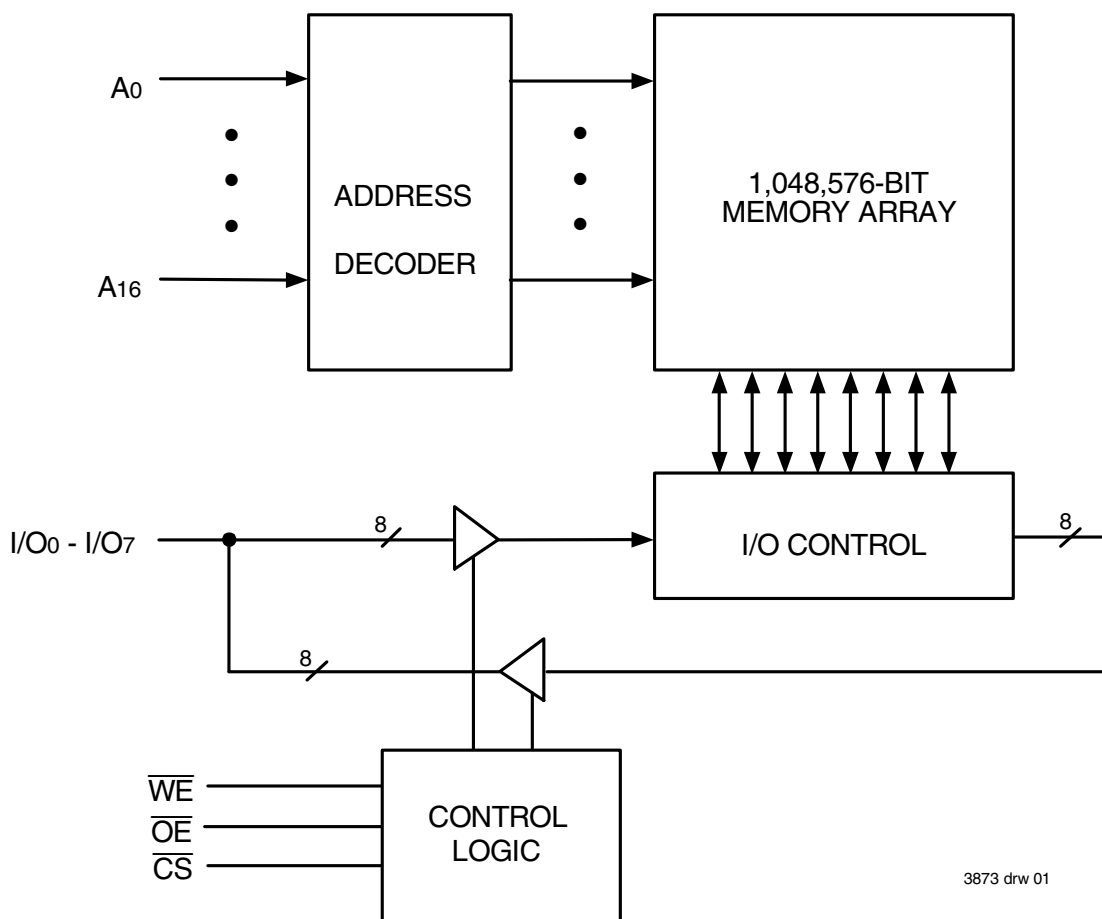 A0
A16
ADDRESS
DECODER
1,048,576-BIT
MEMORY ARRAY
I/O0 - I/O7
8
I/O CONTROL
8
8
WE
OE
CS
CONTROL
LOGIC
3873 drw 01